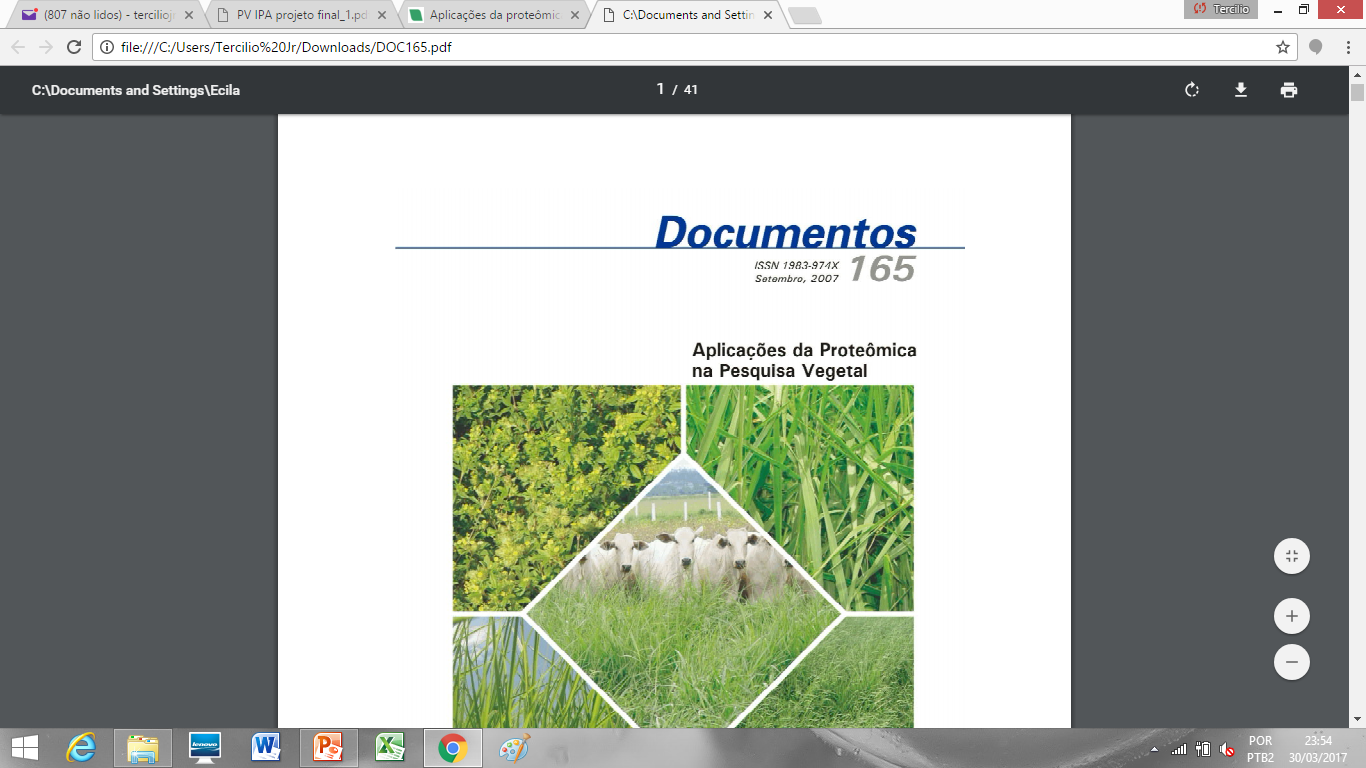 (807 não lidos) - terciliojr
PV IPA projeto final_1.pd
Aplicações da proteômic
C:\Documents and Settin
Tercilio
file:///C:/Users/Tercilio%20Jr/Downloads/DOC165.pdf
C:\Documents and Settings\Ecila
1 / 41
Documentos
ISSN 1983-974X
Setembro, 2007
165
Aplicações da Proteômica
na Pesquisa Vegetal
lenovo
POR
PTB2
23:54
30/03/2017